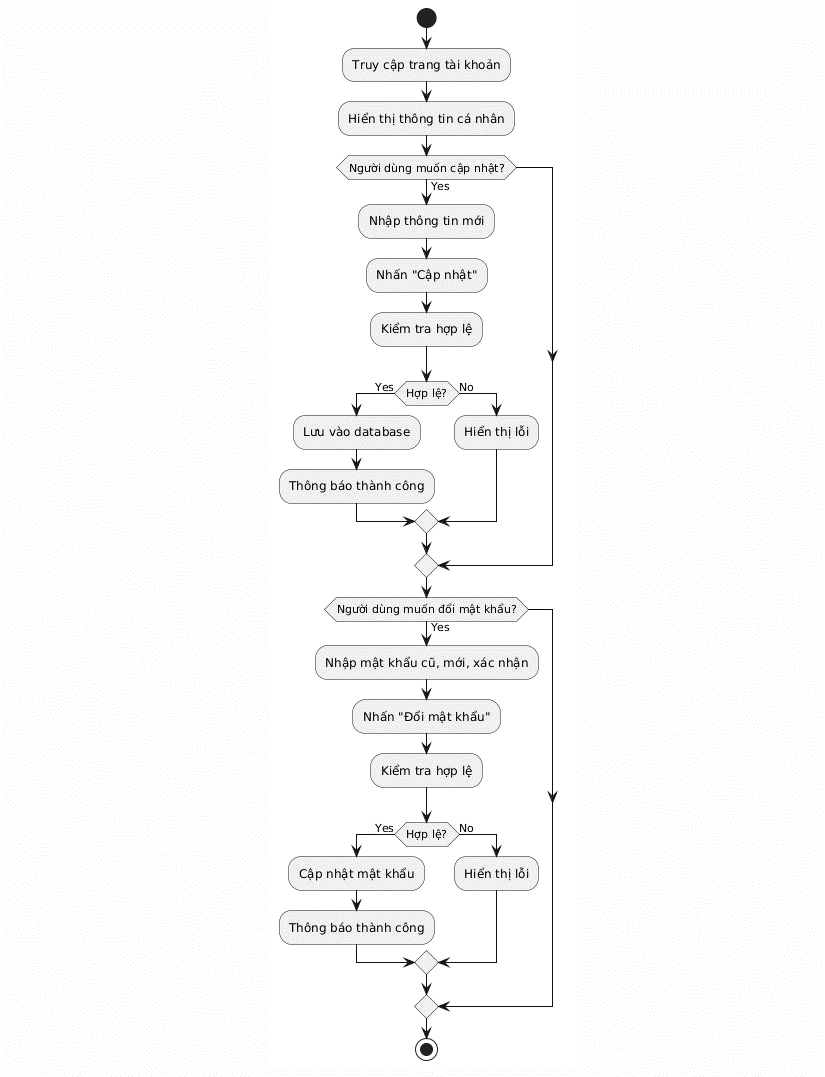 Truy cập trang tài khoản
Hiển thị thông tin cá nhân
Người dùng muốn cập nhật?
Yes
Nhập thông tin mới
Nhấn "Cập nhật"
Kiểm tra hợp lệ
Yes
Hợp lệ?
No
Lưu vào database
Hiển thị lỗi
Thông báo thành công
Người dùng muốn đổi mật khẩu?
Yes
Nhập mật khẩu cũ, mới, xác nhận
Nhấn "Đổi mật khẩu"
Kiểm tra hợp lệ
Yes
Hợp lệ?
No
Cập nhật mật khẩu
Hiển thị lỗi
Thông báo thành công